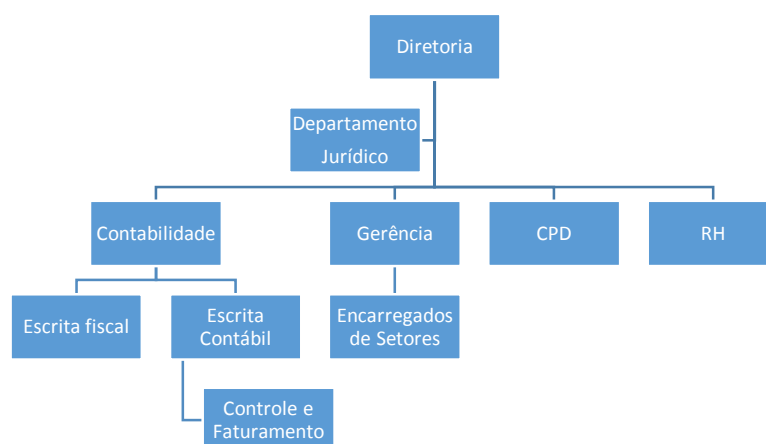 Diretoria
Departamento
Jurídico
Contabilidade
Gerência
CPD
RH
Escrita fiscal
Escrita
Contábil
Encarregados
de Setores
Controle e
Faturamento